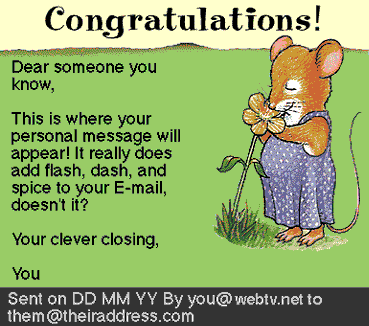 Congratulations!
Dear someone you
know,
This is where your
personal message will
appear! It really does
add flash, dash, and
spice to your E-mail,
doesn't it?
Your clever closing,
You
Sent on DD MM YY By you@webtv.net to
them@theiraddress.com